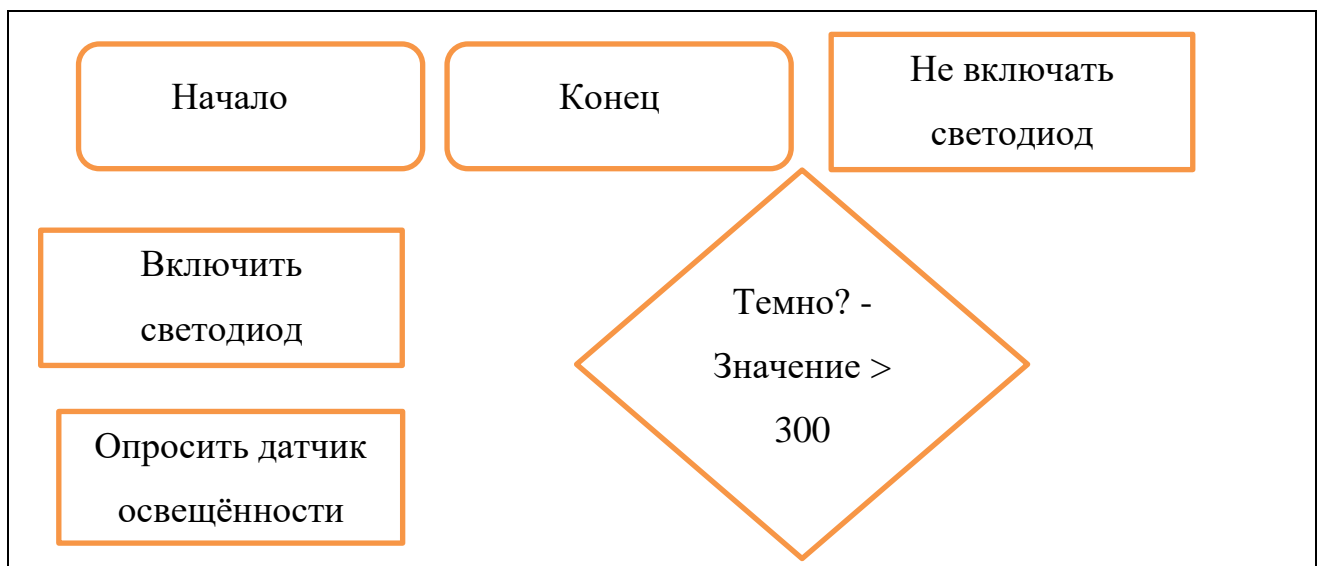 Начало
Конец
Не включать
светодиод
Включить
светодиод
Темно? -
Значение >
300
Опросить датчик
освещённости